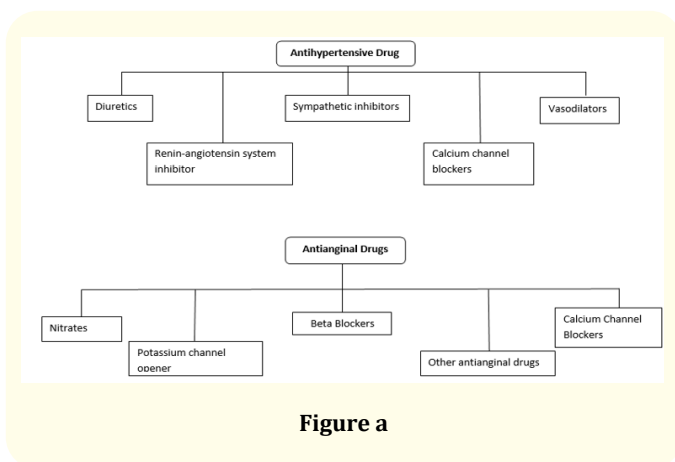 Antihypertensive Drug
Diuretics
Sympathetic inhibitors
Vasodilators
Renin-angiotensin system
inhibitor
Calcium channel
blockers
Antianginal Drugs
Nitrates
Potassium channel
opener
Beta Blockers
Other antianginal drugs
Calcium Channel
Blockers
Figure a